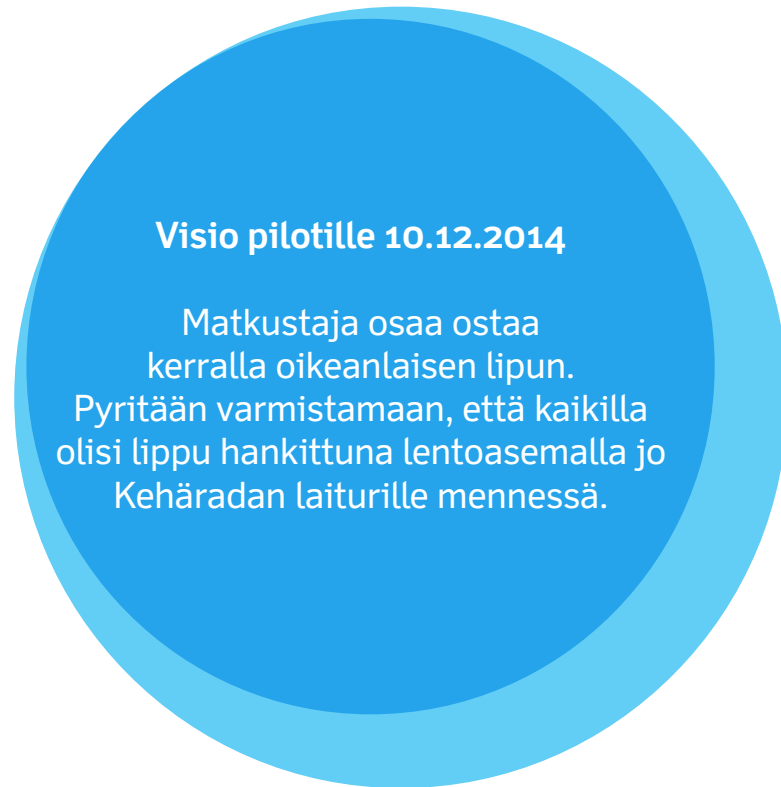 Visio pilotille 10.12.2014
Matkustaja osaa ostaa
kerralla oikeanlaisen lipun.
Pyritään varmistamaan, että kaikilla
olisi lippu hankittuna lentoasemalla jo
Kehäradan laiturille mennessä.